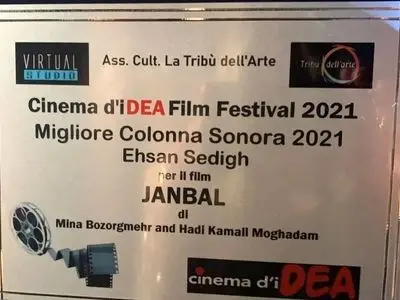 VIRTUAL
STUDIO
Ass. Cult. La Tribù dell'Arte
Tribù dell'arte
Cinema d'iDEA Film Festival 2021
Migliore Colonna Sonora 2021
Ehsan Sedigh
per il film
JANBAL
di
Mina Bozorgmehr and Hadi Kamali Moghadam
cinema d'iDEA